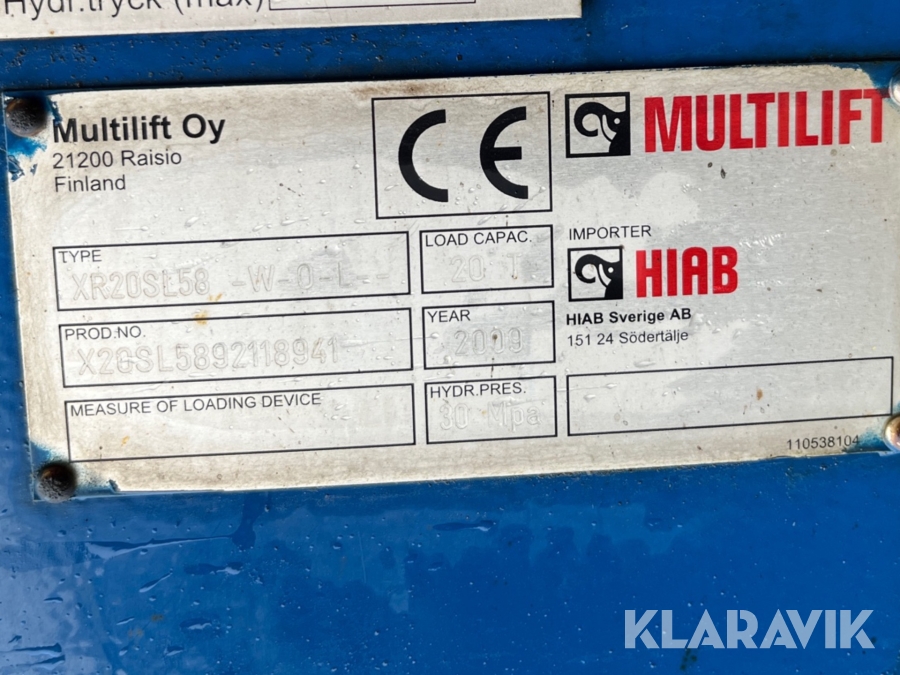 Hydr.tryck (max)
Multilift Oy
21200 Raisio
Finland
CE
MULTILIFT
TYPE
XR20SL58 -W-0-L--
LOAD CAPAC.
20 T
IMPORTER
HIAB
PROD.NO.
X2GSL5892118941
YEAR
2009
HIAB Sverige AB
151 24 Södertälje
MEASURE OF LOADING DEVICE
HYDR.PRES.
30 Mpa
110538104
KLARAVIK